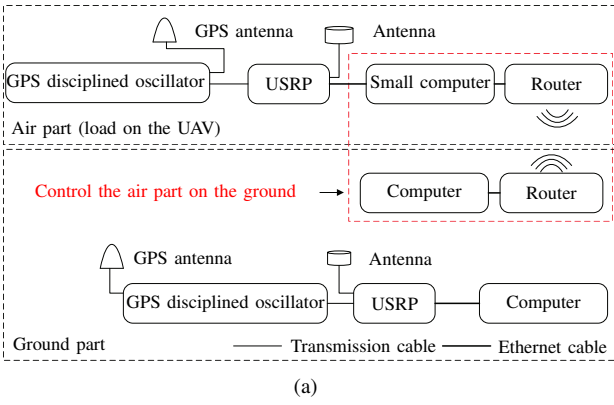 GPS antenna
Antenna
GPS disciplined oscillator
USRP
Small computer
Router
Air part (load on the UAV)
Control the air part on the ground
Computer
Router
GPS antenna
Antenna
GPS disciplined oscillator
USRP
Computer
Ground part
Transmission cable
Ethernet cable
(a)